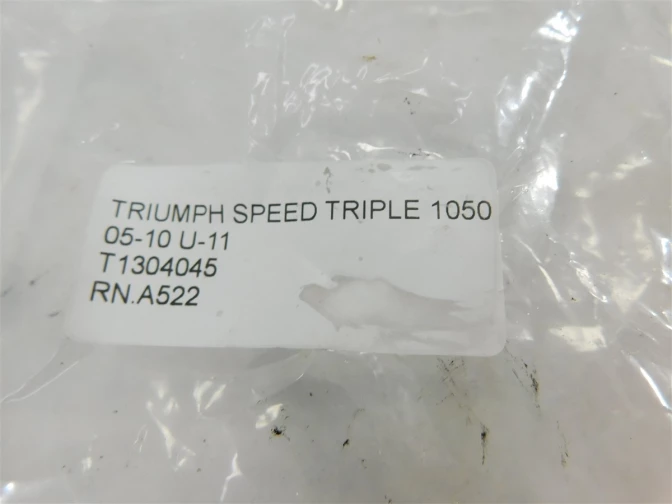 TRIUMPH SPEED TRIPLE 1050
05-10 U-11
T1304045
RN.A522